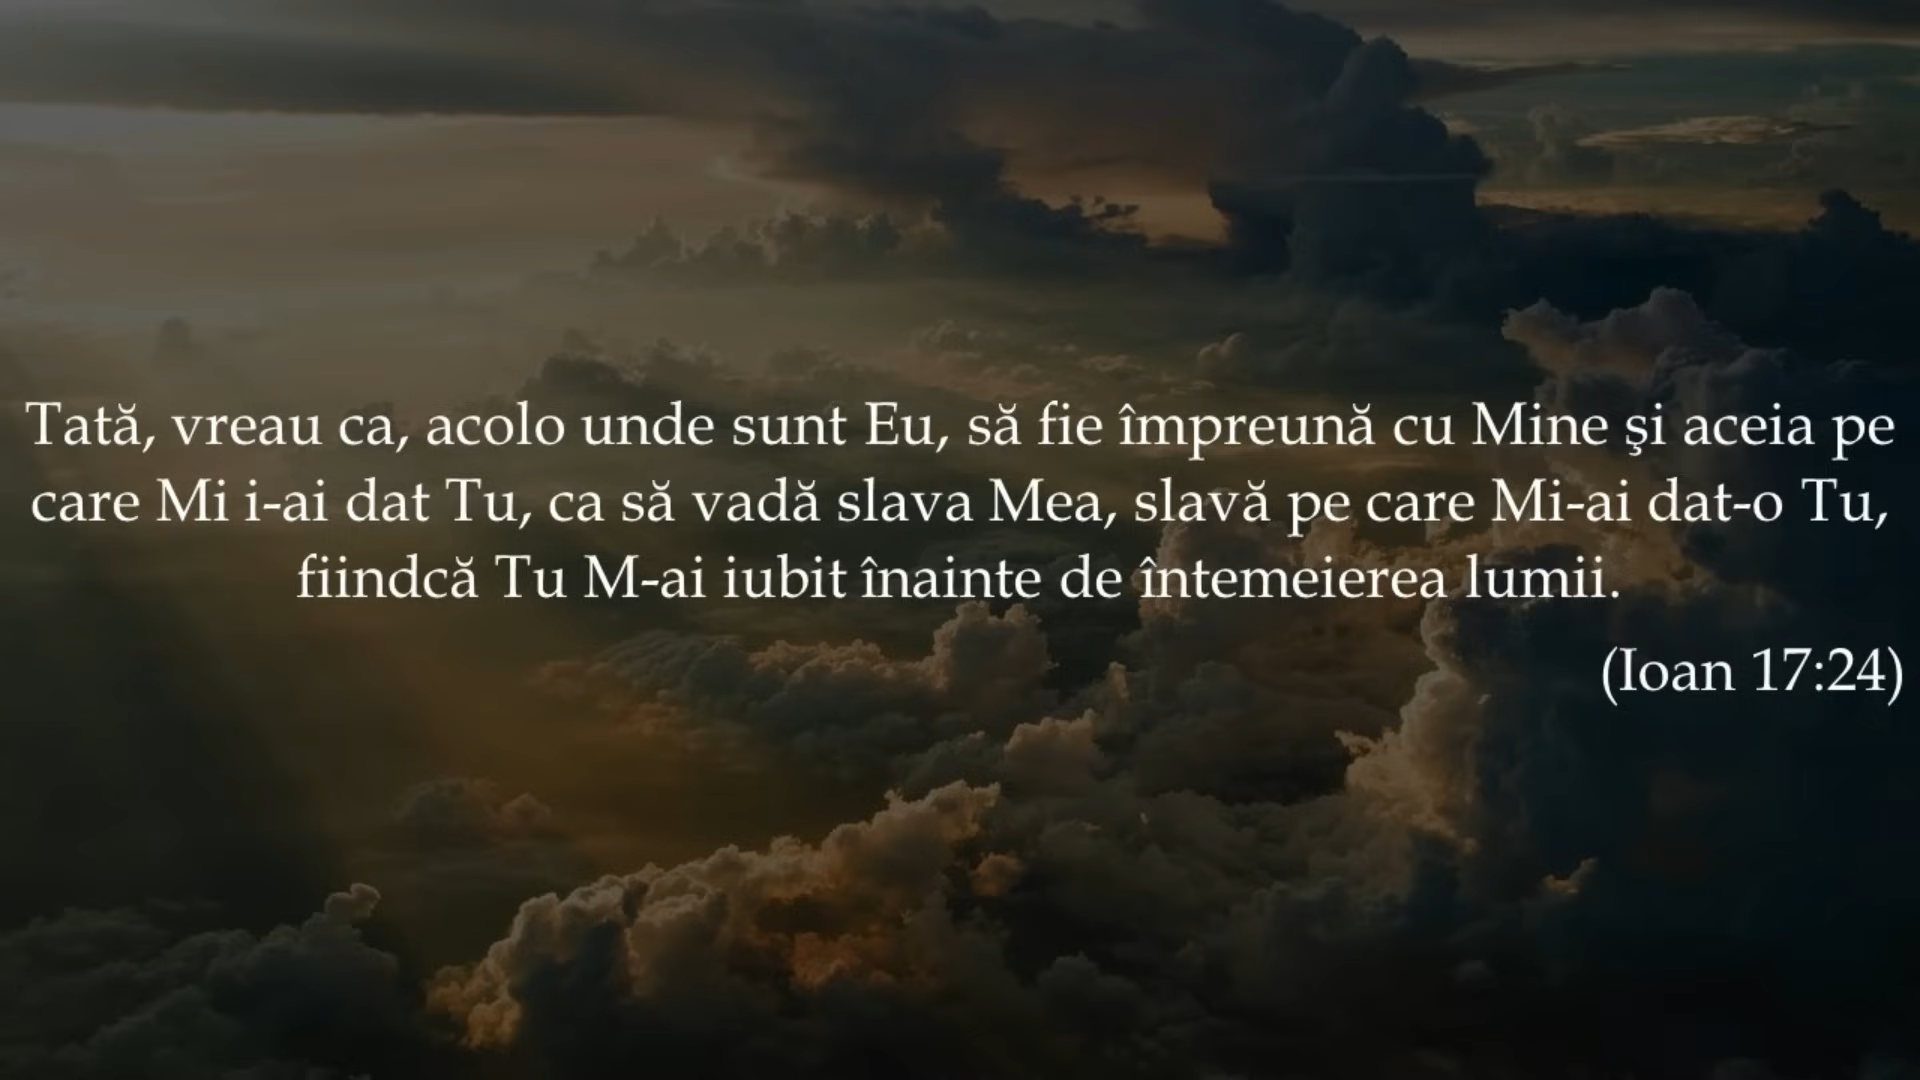 Tată, vreau ca, acolo unde sunt Eu, să fie împreună cu Mine şi aceia pe
care Mi i-ai dat Tu, ca să vadă slava Mea, slavă pe care Mi-ai dat-o Tu,
fiindcă Tu M-ai iubit înainte de întemeierea lumii.
(Ioan 17:24)